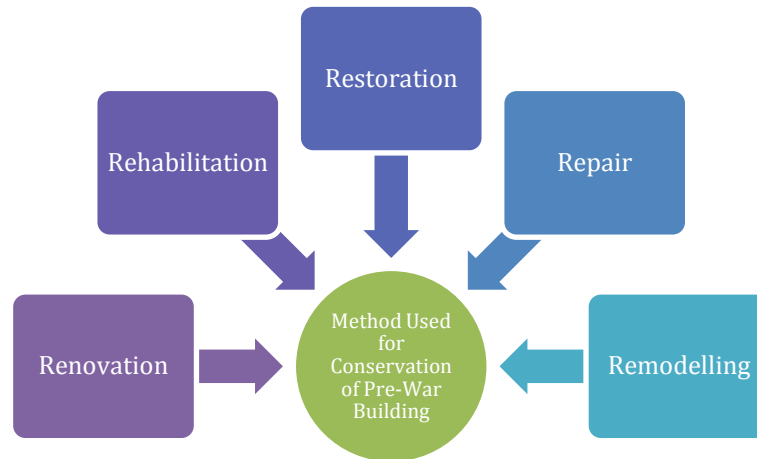 Restoration
Rehabilitation
Repair
Renovation
Method Used
for
Conservation
of Pre-War
Building
Remodelling